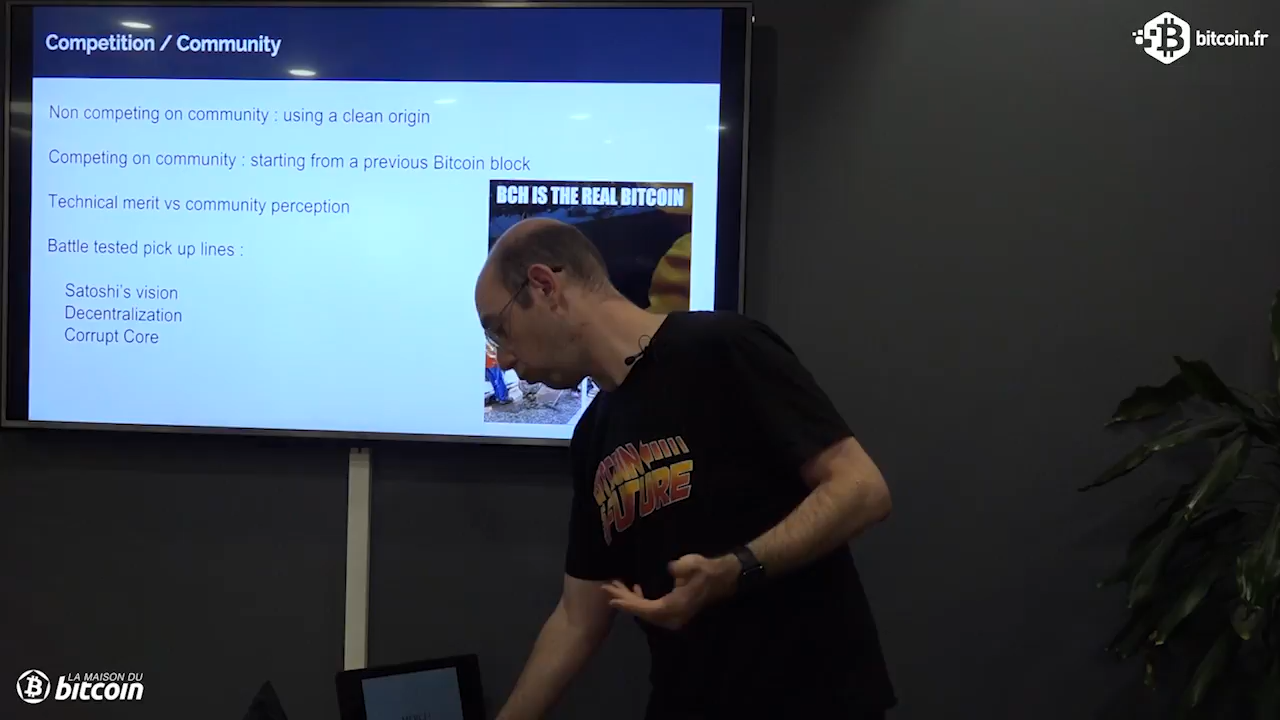 Competition / Community
Non competing on community : using a clean origin
Competing on community : starting from a previous Bitcoin block
Technical merit vs community perception
Battle tested pick up lines :
Satoshi's vision
Decentralization
Corrupt Core
BCH IS THE REAL BITCOIN
bitcoin.fr
FUTURE
LA MAISON DU
bitcoin